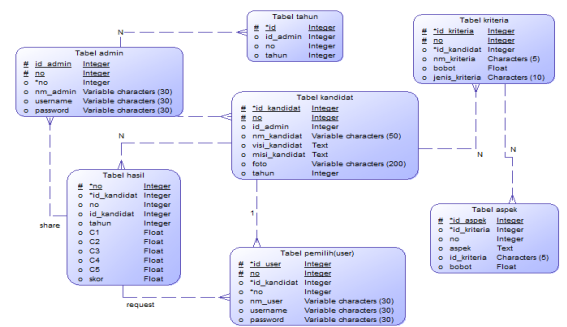 Tabel tahun
# *id Integer
o id_admin Integer
o no Integer
o tahun Integer
Tabel kriteria
# *id_kriteria Integer
# no Integer
o *id_kandidat Integer
o nm_kriteria Characters (5)
o bobot Float
o jenis_kriteria Characters (10)
N
Tabel admin
# id_admin Integer
# no Integer
o *no Integer
o nm_admin Variable characters (30)
o username Variable characters (30)
o password Variable characters (30)
Tabel kandidat
# *id_kandidat Integer
# no Integer
o id_admin Integer
o nm_kandidat Variable characters (50)
o visi_kandidat Text
o misi_kandidat Text
o foto Variable characters (200)
o tahun Integer
N
N
N
Tabel hasil
# *no Integer
o *id_kandidat Integer
o no Integer
o id_kandidat Integer
o tahun Integer
o C1 Float
o C2 Float
o C3 Float
o C4 Float
o C5 Float
o skor Float
share
1
Tabel aspek
# *id_aspek Integer
o *id_kriteria Integer
o no Integer
o aspek Text
o id_kriteria Characters (5)
o bobot Float
Tabel pemilih(user)
# *id_user Integer
# no Integer
o *id_kandidat Integer
o *no Integer
o nm_user Variable characters (30)
o username Variable characters (30)
o password Variable characters (30)
request